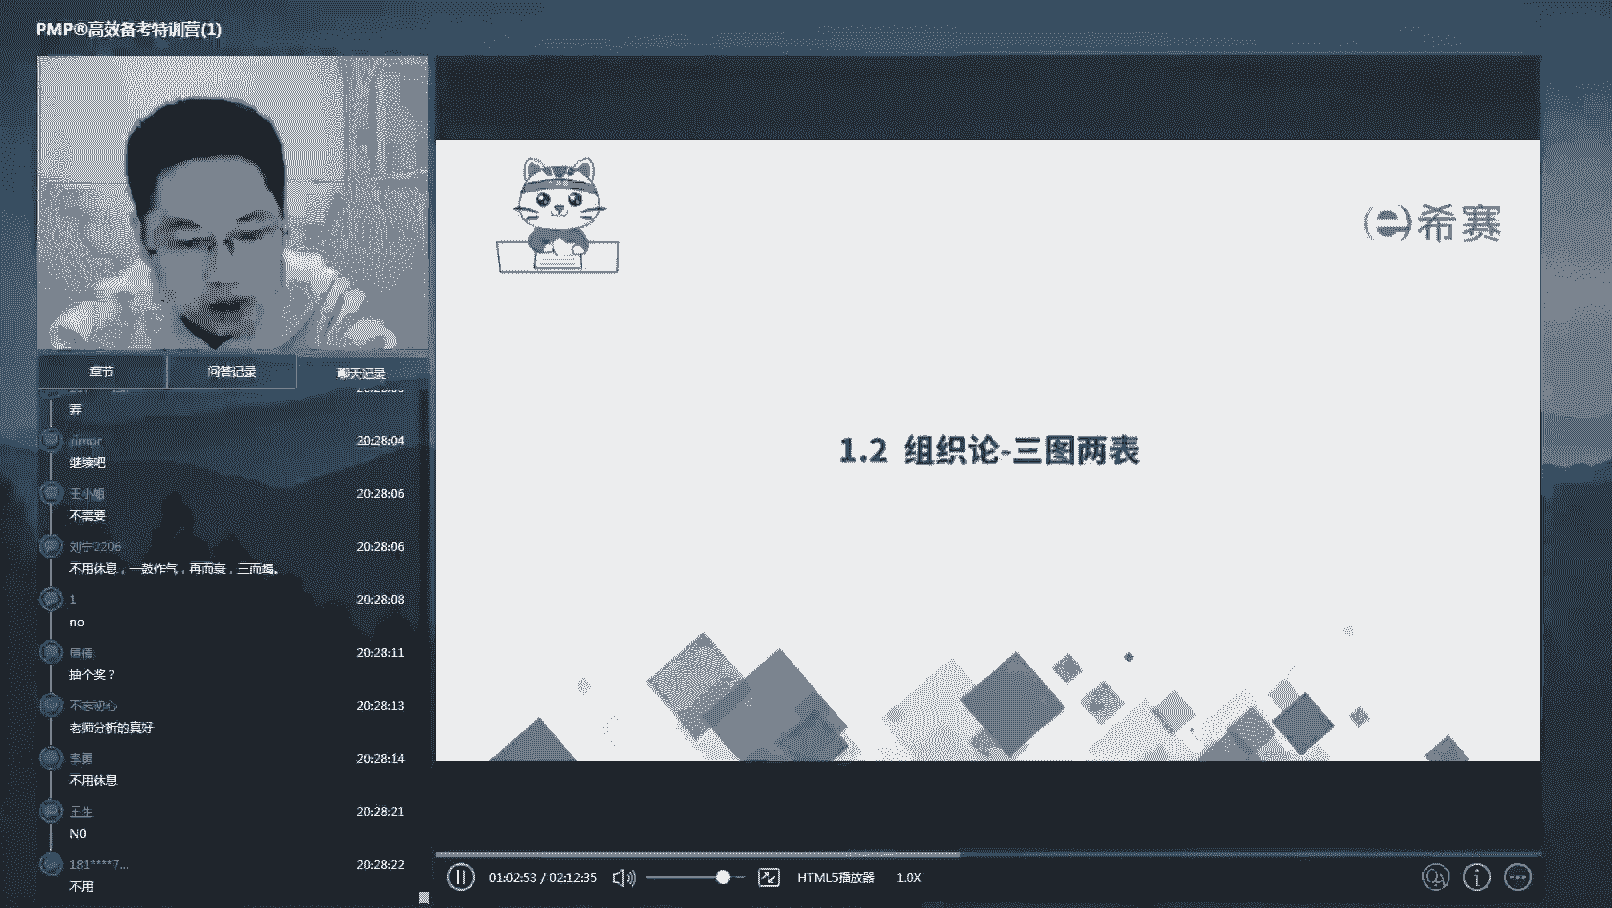 PMP®高效备考特训营(1)
希赛
1.2 组织论-三图两表
章节
问答记录
聊天记录
弄
jimpr
20:28:04
继续吧
王小娟
20:28:06
不需要
刘宁2206
20:28:06
不用休息，一鼓作气，再而衰，三而竭。
1
20:28:08
no
20:28:11
抽个奖？
不忘初心
20:28:13
老师分析的真好
李勇
20:28:14
不用休息
王生
20:28:21
N0
181****7...
20:28:22
不用
01:02:53 / 02:12:35
HTML5播放器
1.0X